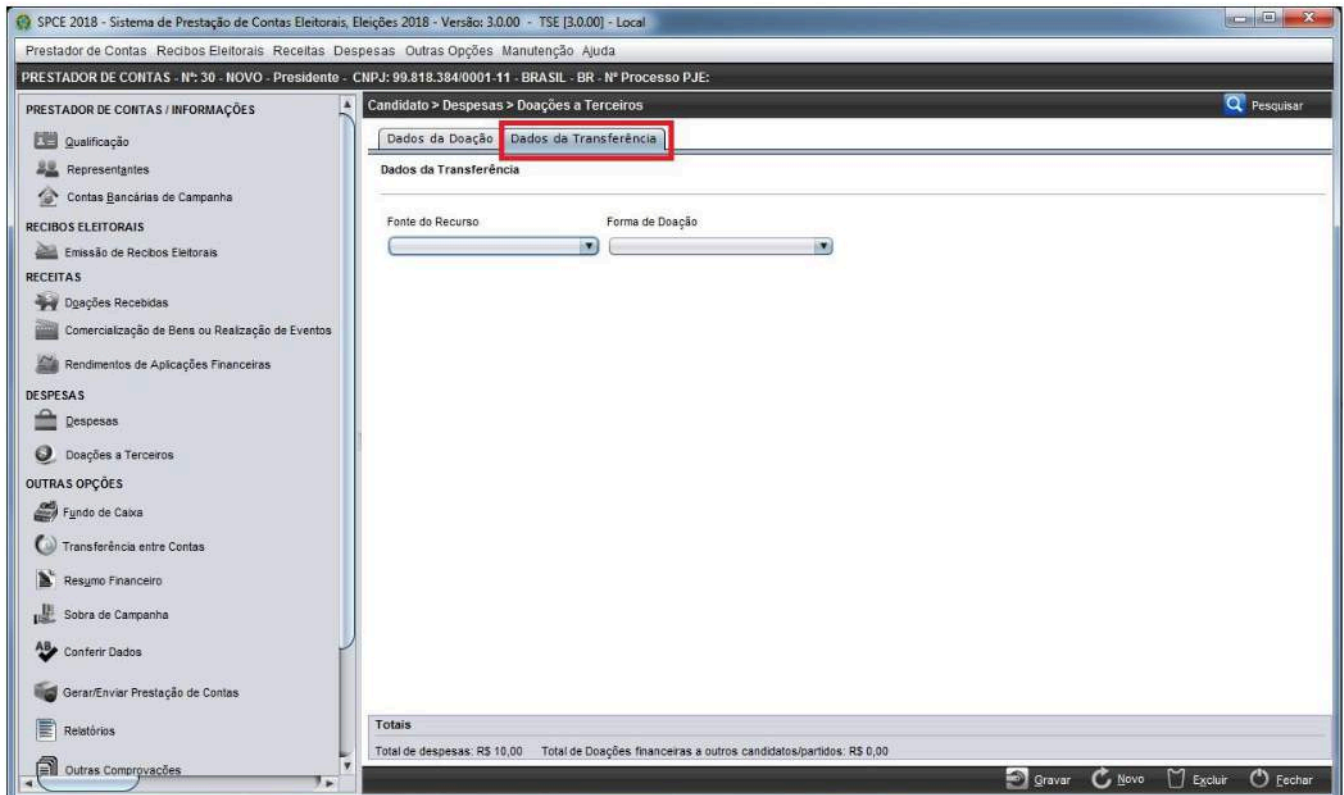 SPCE 2018 - Sistema de Prestação de Contas Eleitorais, Eleições 2018 - Versão: 3.0.00 - TSE [3.0.00] - Local
Prestador de Contas Recibos Eleitorais Receitas Despesas Outras Opções Manutenção Ajuda
PRESTADOR DE CONTAS - Nº: 30 - NOVO - Presidente - CNPJ: 99.818.384/0001-11 - BRASIL - BR - Nº Processo PJE:
PRESTADOR DE CONTAS / INFORMAÇÕES
Qualificação
Representantes
Contas Bancárias de Campanha
RECIBOS ELEITORAIS
Emissão de Recibos Eleitorais
RECEITAS
Doações Recebidas
Comercialização de Bens ou Realização de Eventos
Rendimentos de Aplicações Financeiras
DESPESAS
Despesas
Doações a Terceiros
OUTRAS OPÇÕES
Fundo de Caixa
Transferência entre Contas
Resumo Financeiro
Sobra de Campanha
Conferir Dados
Gerar/Enviar Prestação de Contas
Relatórios
Outras Comprovações
Candidato > Despesas > Doações a Terceiros
Pesquisar
Dados da Doação Dados da Transferência
Dados da Transferência
Fonte do Recurso Forma de Doação
Totais
Total de despesas: R$ 10,00 Total de Doações financeiras a outros candidatos/partidos: R$ 0,00
Gravar Novo Excluir Fechar